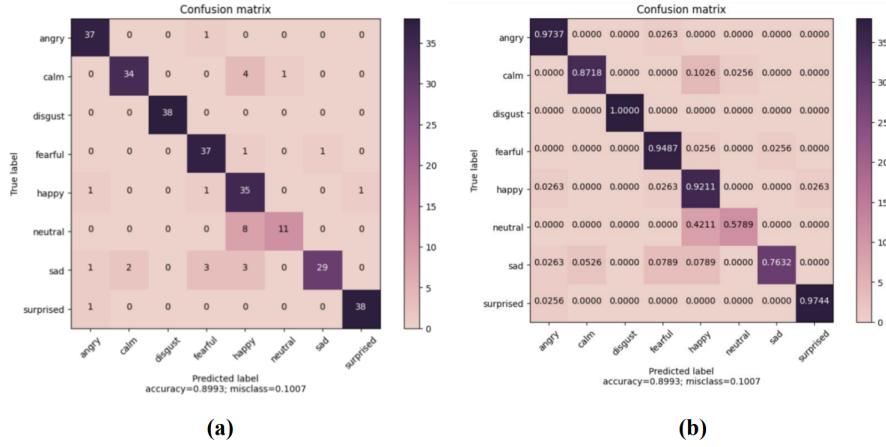 Confusion matrix
angry 37 0 0 1 0 0 0 0
calm 0 34 0 0 4 1 0 0
disgust 0 0 38 0 0 0 0 0
fearful 0 0 0 37 1 0 1 0
happy 1 0 0 1 35 0 0 1
neutral 0 0 0 0 8 11 0 0
sad 1 2 0 3 3 0 29 0
surprised 1 0 0 0 0 0 0 38
True label
angry calm disgust fearful happy neutral sad surprised
Predicted label
accuracy=0.8993; misclass=0.1007
35
30
25
20
15
10
5
0
(a)
Confusion matrix
angry 0.9737 0.0000 0.0000 0.0263 0.0000 0.0000 0.0000 0.0000
calm 0.0000 0.8718 0.0000 0.0000 0.1026 0.0256 0.0000 0.0000
disgust 0.0000 0.0000 1.0000 0.0000 0.0000 0.0000 0.0000 0.0000
fearful 0.0000 0.0000 0.0000 0.9487 0.0256 0.0000 0.0256 0.0000
happy 0.0263 0.0000 0.0000 0.0263 0.9211 0.0000 0.0000 0.0263
neutral 0.0000 0.0000 0.0000 0.0000 0.4211 0.5789 0.0000 0.0000
sad 0.0263 0.0526 0.0000 0.0789 0.0789 0.0000 0.7632 0.0000
surprised 0.0256 0.0000 0.0000 0.0000 0.0000 0.0000 0.0000 0.9744
True label
angry calm disgust fearful happy neutral sad surprised
Predicted label
accuracy=0.8993; misclass=0.1007
35
30
25
20
15
10
5
0
(b)